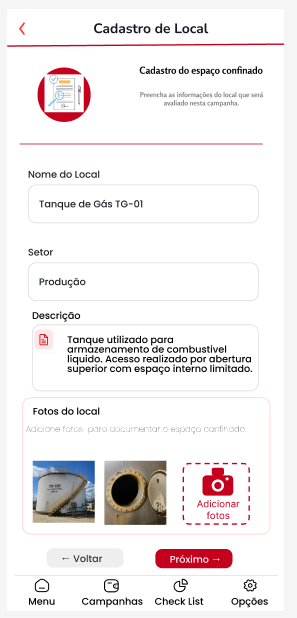 Cadastro de Local
Cadastro do espaço confinado
Preencha as informações do local que será
avaliado nesta campanha.
Nome do Local
Tanque de Gás TG-01
Setor
Produção
Descrição
Tanque utilizado para
armazenamento de combustivel
líquido. Acesso realizado por abertura
superior com espaço interno limitado.
Fotos do local
Adicione fotos para documentar o espaço confinado.
Adicionar
fotos
← Voltar
Próximo →
Menu
Campanhas
Check List
Opções